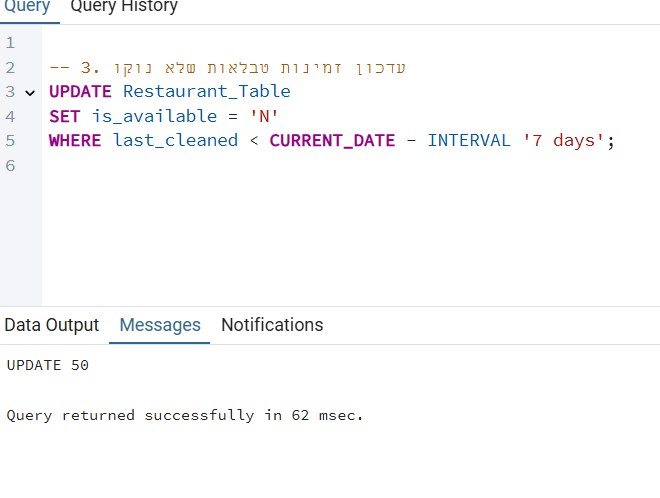 Query Query History
1
2 -- 3. עדכון זמינות טבלאות שלא נוקו
3 UPDATE Restaurant_Table
4 SET is_available = 'N'
5 WHERE last_cleaned < CURRENT_DATE - INTERVAL '7 days';
6
Data Output Messages Notifications
UPDATE 50
Query returned successfully in 62 msec.